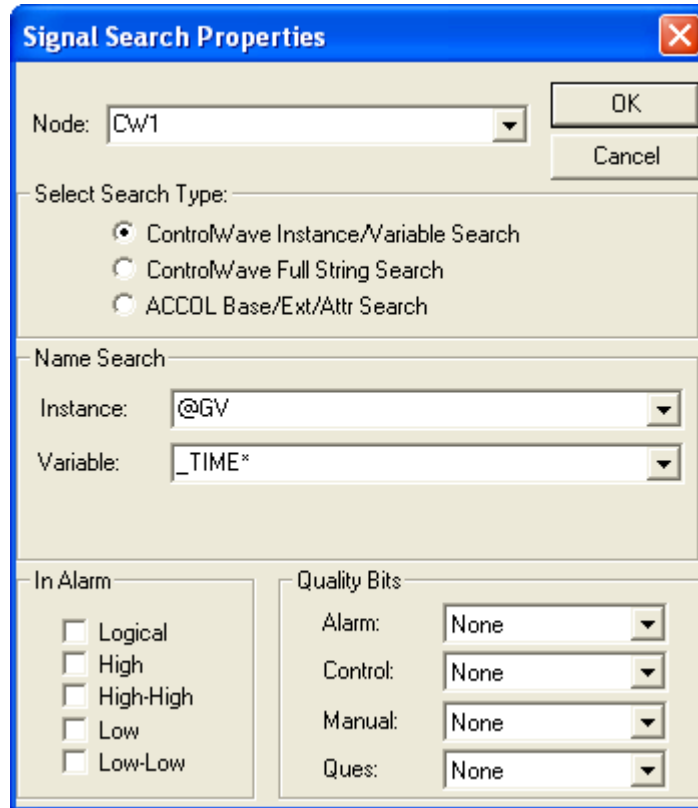 Signal Search Properties
Node: CW1
OK
Cancel
Select Search Type:
ControlWave Instance/Variable Search
ControlWave Full String Search
ACCOL Base/Ext/Attr Search
Name Search
Instance: @GV
Variable: _TIME*
In Alarm
Logical
High
High-High
Low
Low-Low
Quality Bits
Alarm: None
Control: None
Manual: None
Ques: None